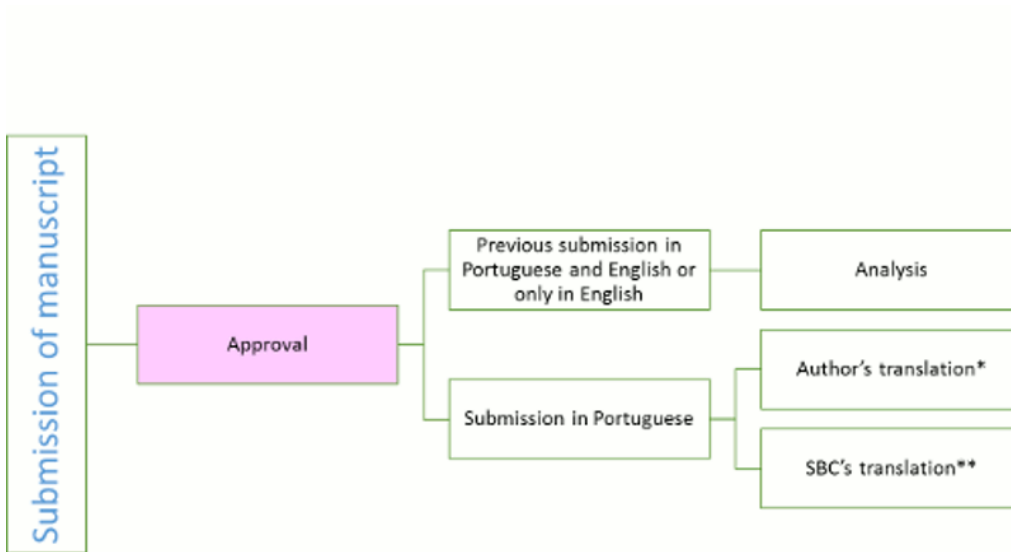 Submission of manuscript
Approval
Previous submission in
Portuguese and English or
only in English
Analysis
Submission in Portuguese
Author's translation*
SBC's translation**